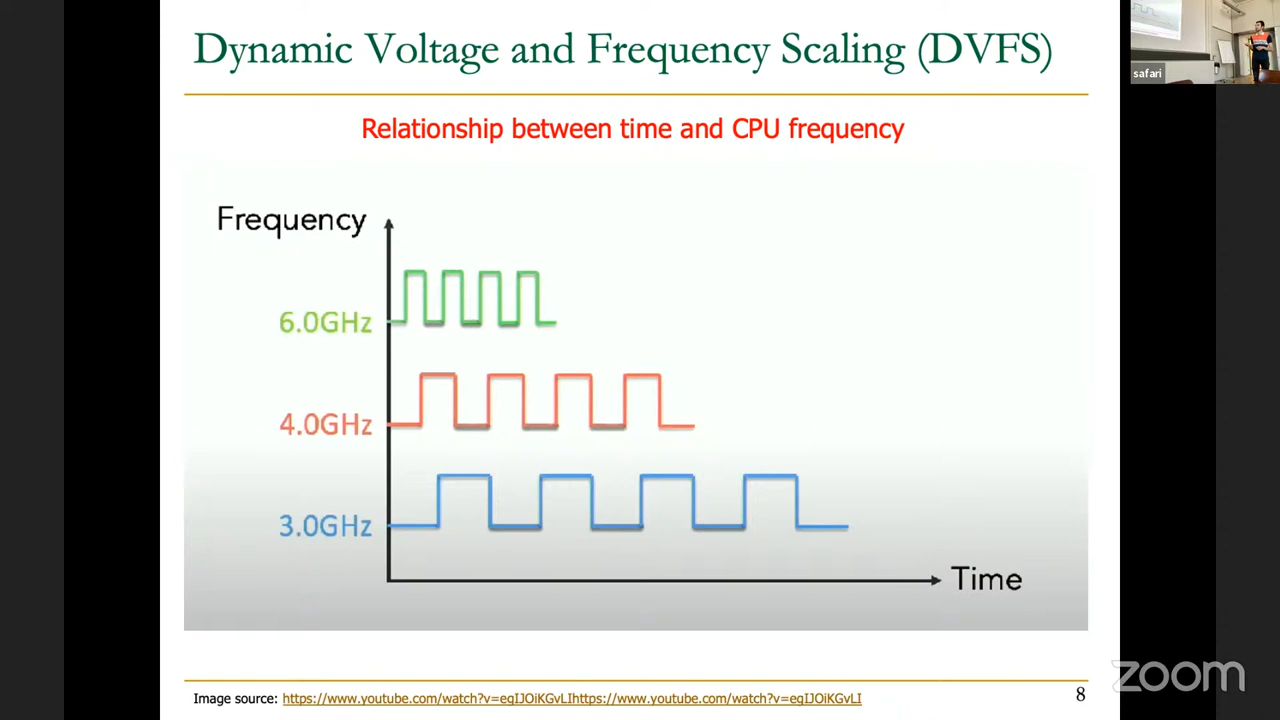 Dynamic Voltage and Frequency Scaling (DVFS)
safari
Relationship between time and CPU frequency
Frequency
6.0GHz
4.0GHz
3.0GHz
Time
Image source: https://www.youtube.com/watch?v=eqIJOiKGvLIhttps://www.youtube.com/watch?v=eqIJOiKGvLI
8
zoom